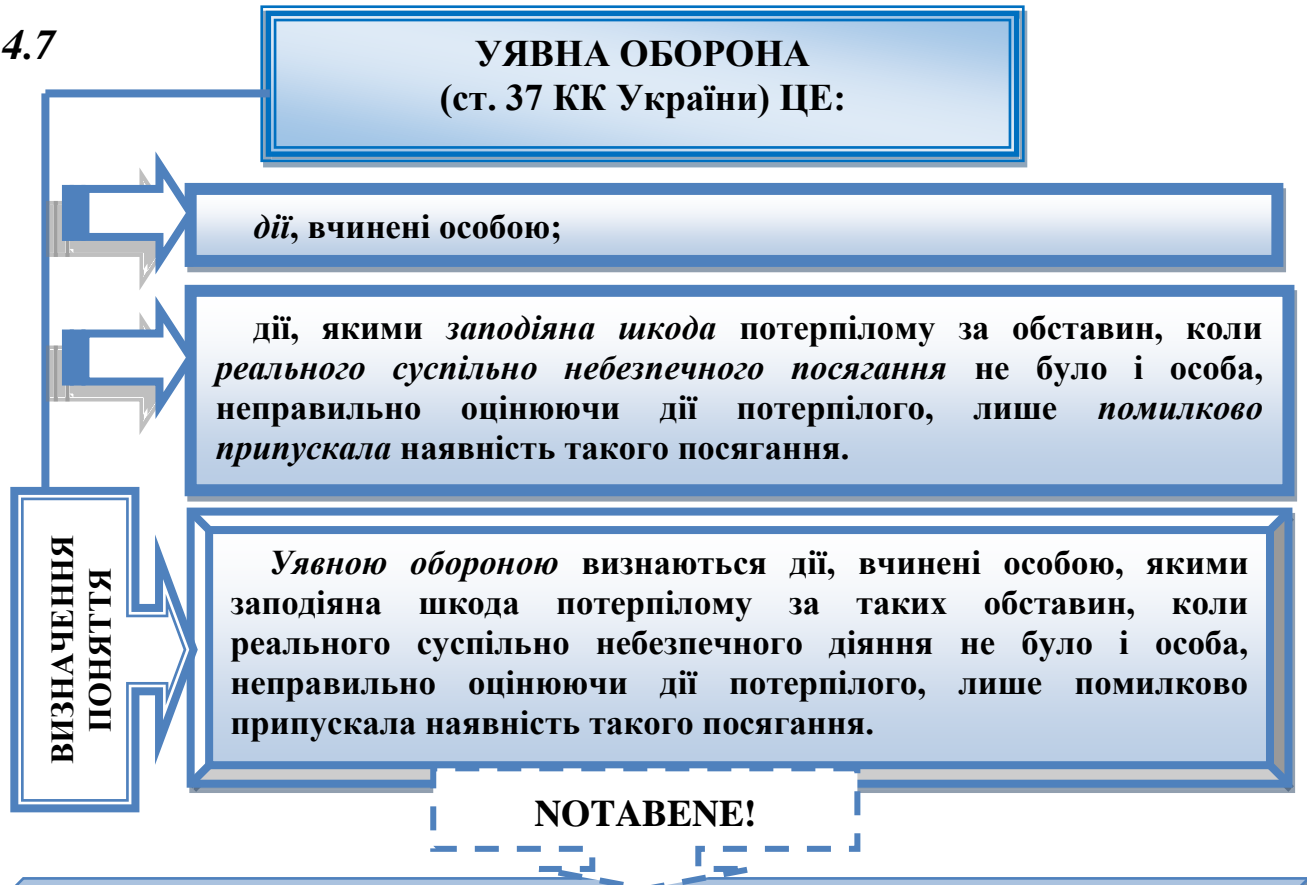 4.7
УЯВНА ОБОРОНА
(ст. 37 КК України) ЦЕ:
дії, вчинені особою;
дії, якими заподіяна шкода потерпілому за обставин, коли
реального суспільно небезпечного посягання не було і особа,
неправильно оцінюючи дії потерпілого, лише помилково
припускала наявність такого посягання.
ВИЗНАЧЕННЯ
ПОНЯТТЯ
Уявною обороною визнаються дії, вчинені особою, якими
заподіяна шкода потерпілому за таких обставин, коли
реального суспільно небезпечного діяння не було і особа,
неправильно оцінюючи дії потерпілого, лише помилково
припускала наявність такого посягання.
NOTABENE!